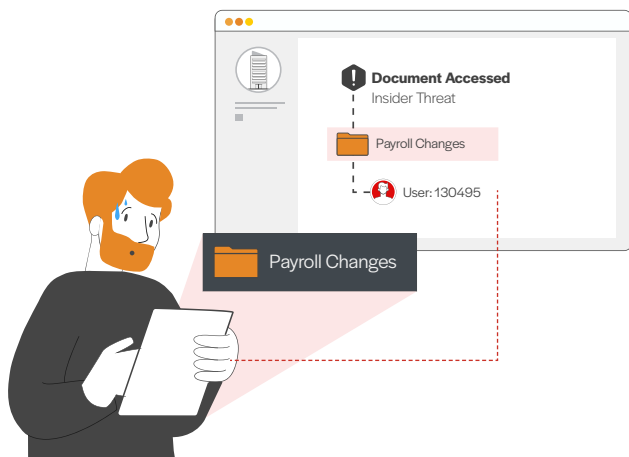 Document Accessed
Insider Threat
Payroll Changes
User: 130495
Payroll Changes